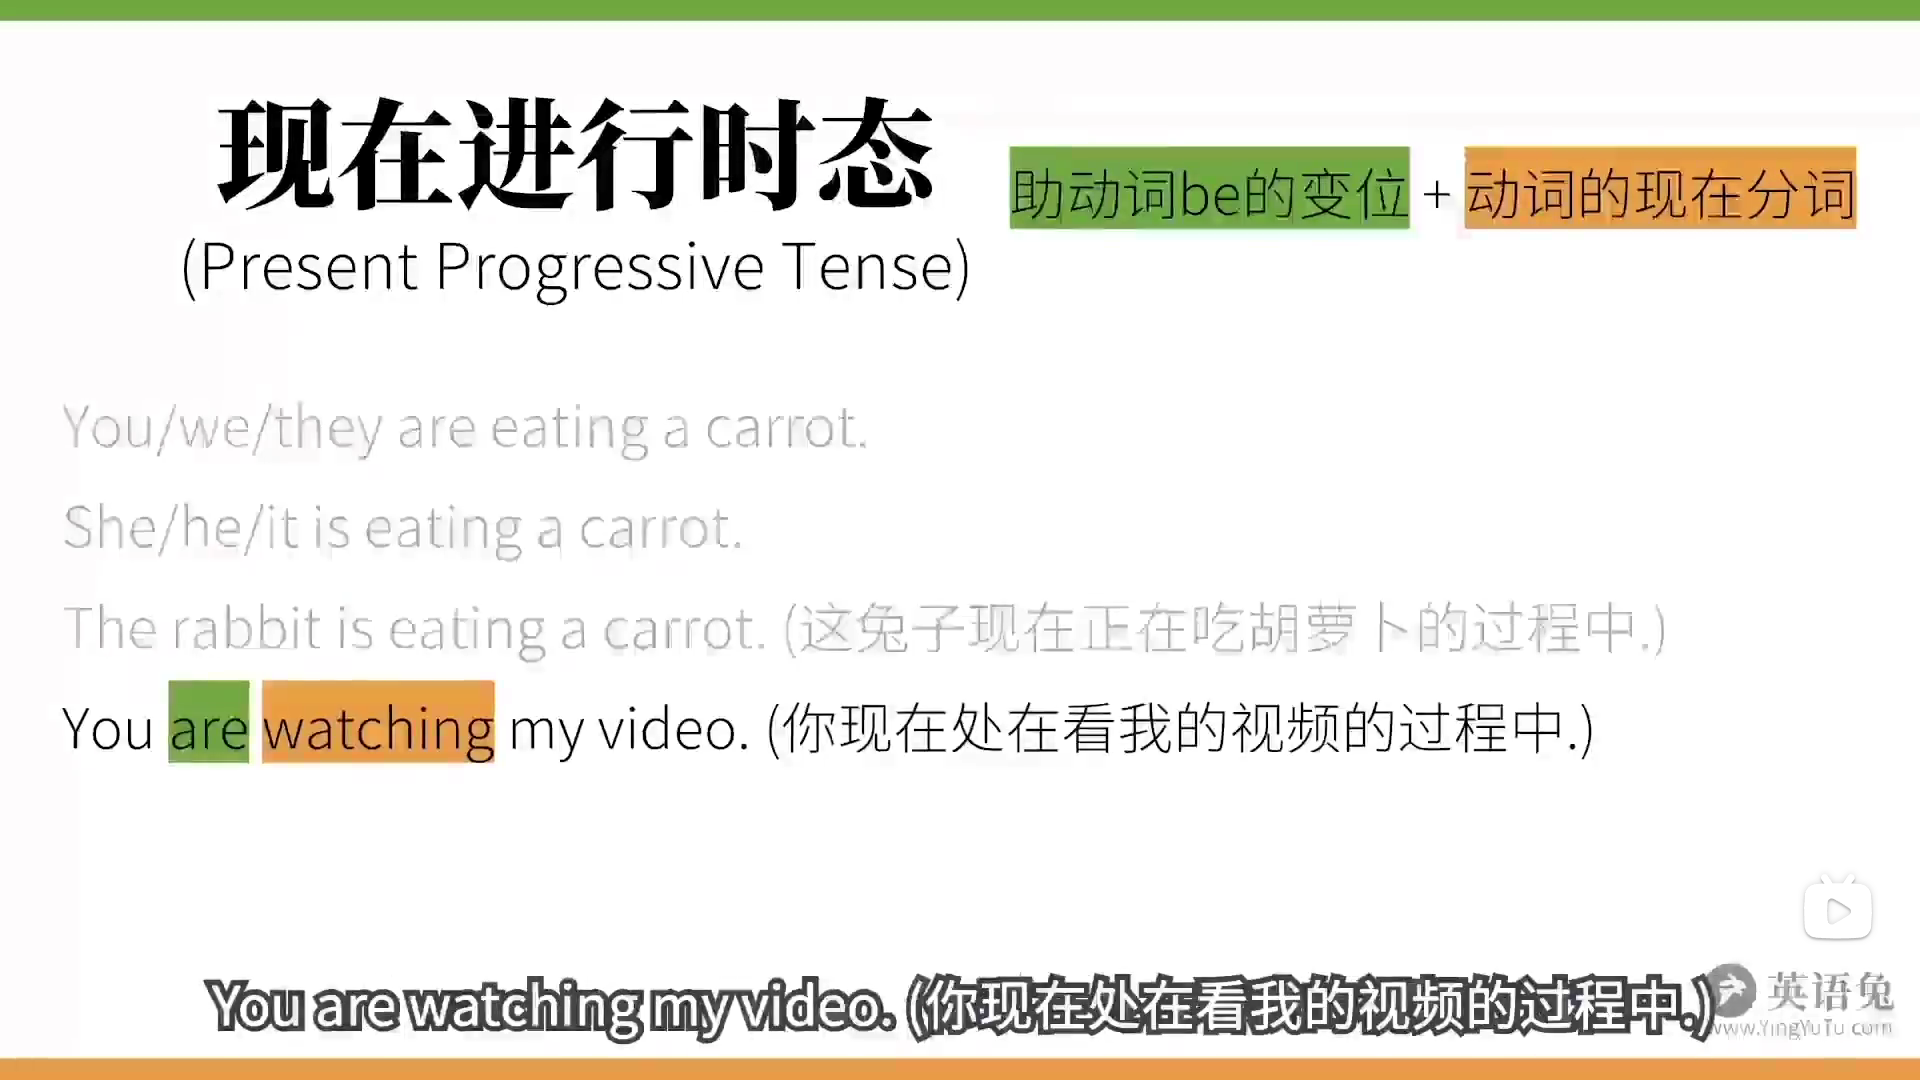 现在进行时态
助动词be的变位 + 动词的现在分词
(Present Progressive Tense)
You/we/they are eating a carrot.
She/he/it is eating a carrot.
The rabbit is eating a carrot. (这兔子现在正在吃胡萝卜的过程中.)
You are watching my video. (你现在处在看我的视频的过程中.)
You are watching my video. (你现在处在看我的视频的过程中.)
英语兔
www.YingYuTu.com